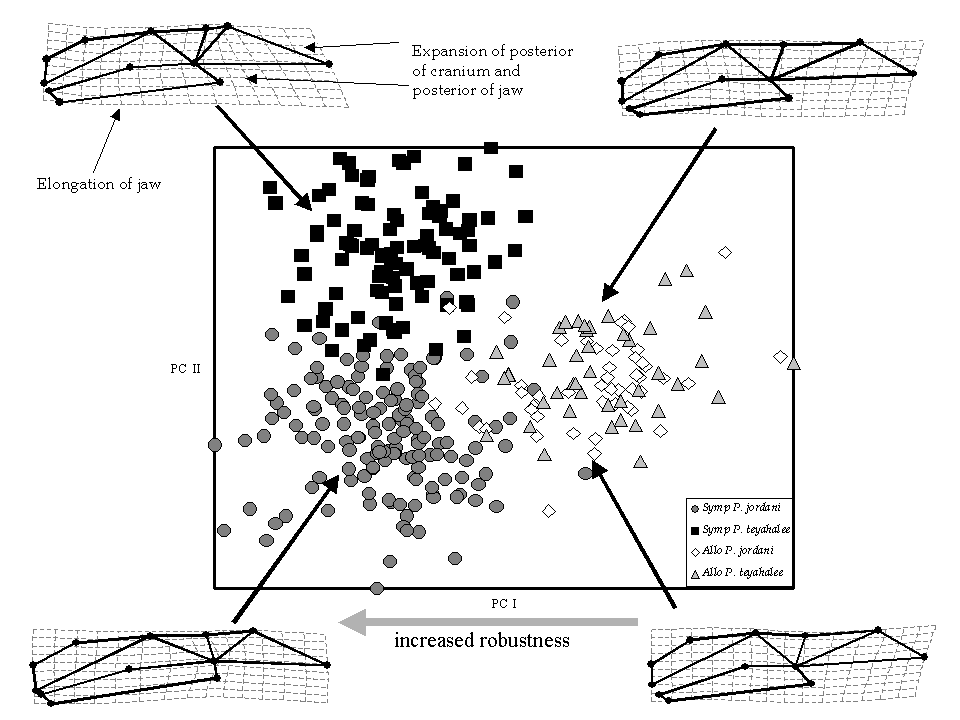 Expansion of posterior
of cranium and
posterior of jaw
Elongation of jaw
PC II
Symp P. jordani
Symp P. teyahalee
Allo P. jordani
Allo P. teyahalee
PC I
increased robustness